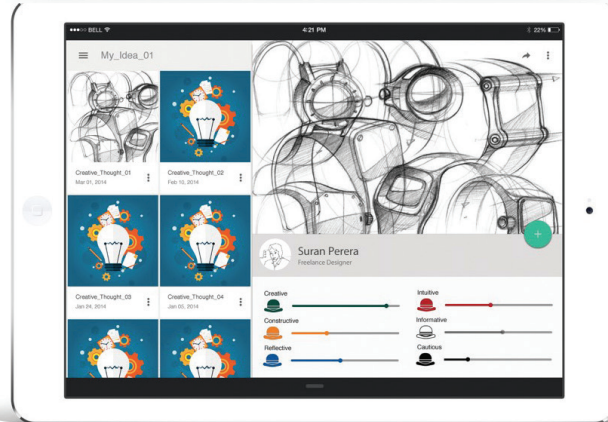 BELL
4:21 PM
22%
My_Idea_01
Creative_Thought_01
Mar 01, 2014
Creative_Thought_02
Feb 10, 2014
Creative_Thought_03
Jan 24, 2014
Creative_Thought_04
Jan 03, 2014
Suran Perera
Freelance Designer
Creative
Intuitive
Constructive
Informative
Reflective
Cautious